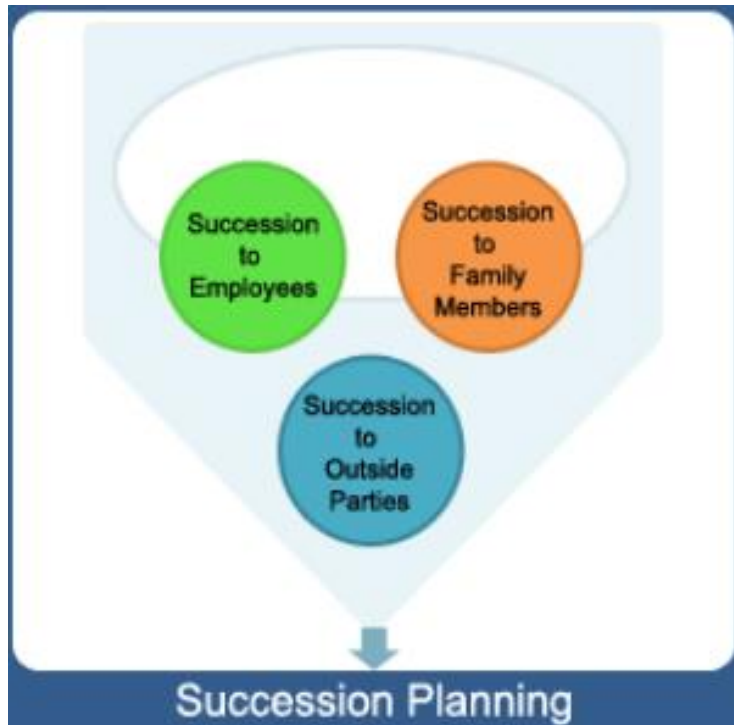 Succession
to
Employees
Succession
to
Family
Members
Succession
to
Outside
Parties
Succession Planning